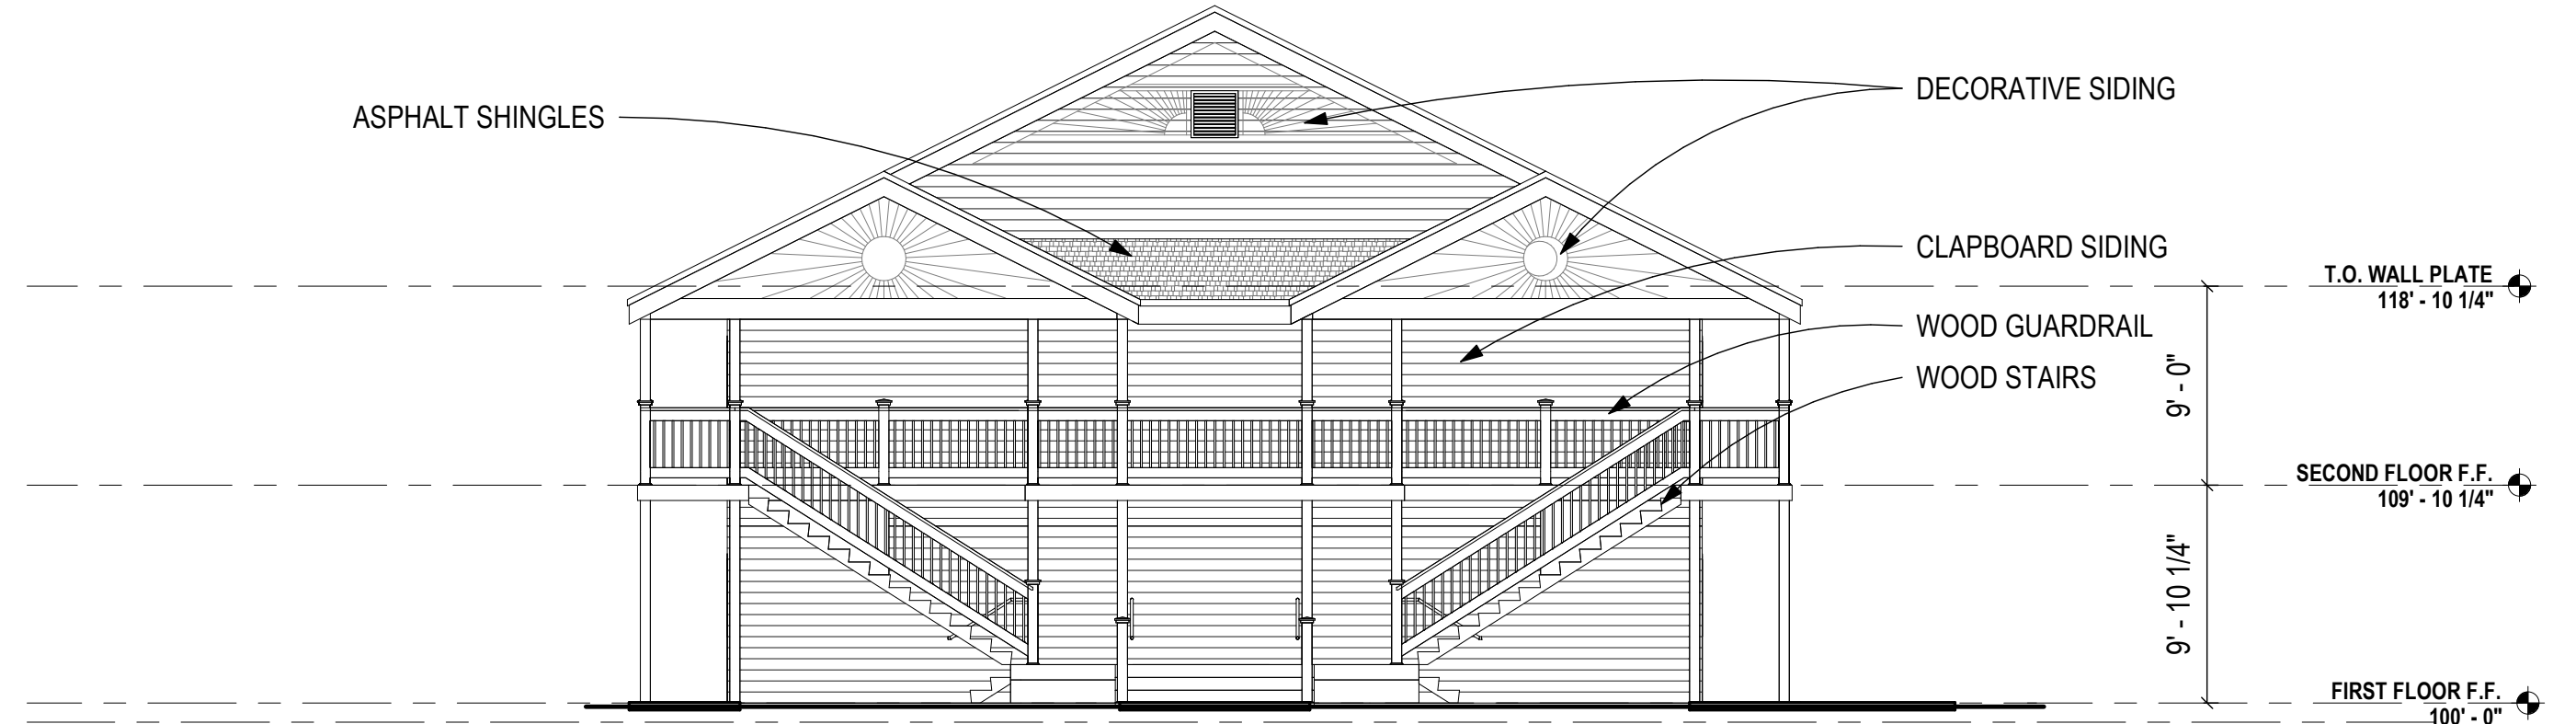 ASPHALT SHINGLES
DECORATIVE SIDING
CLAPBOARD SIDING
WOOD GUARDRAIL
WOOD STAIRS
T.O. WALL PLATE
118' - 10 1/4"
9' - 0"
SECOND FLOOR F.F.
109' - 10 1/4"
9' - 10 1/4"
FIRST FLOOR F.F.
100' - 0"